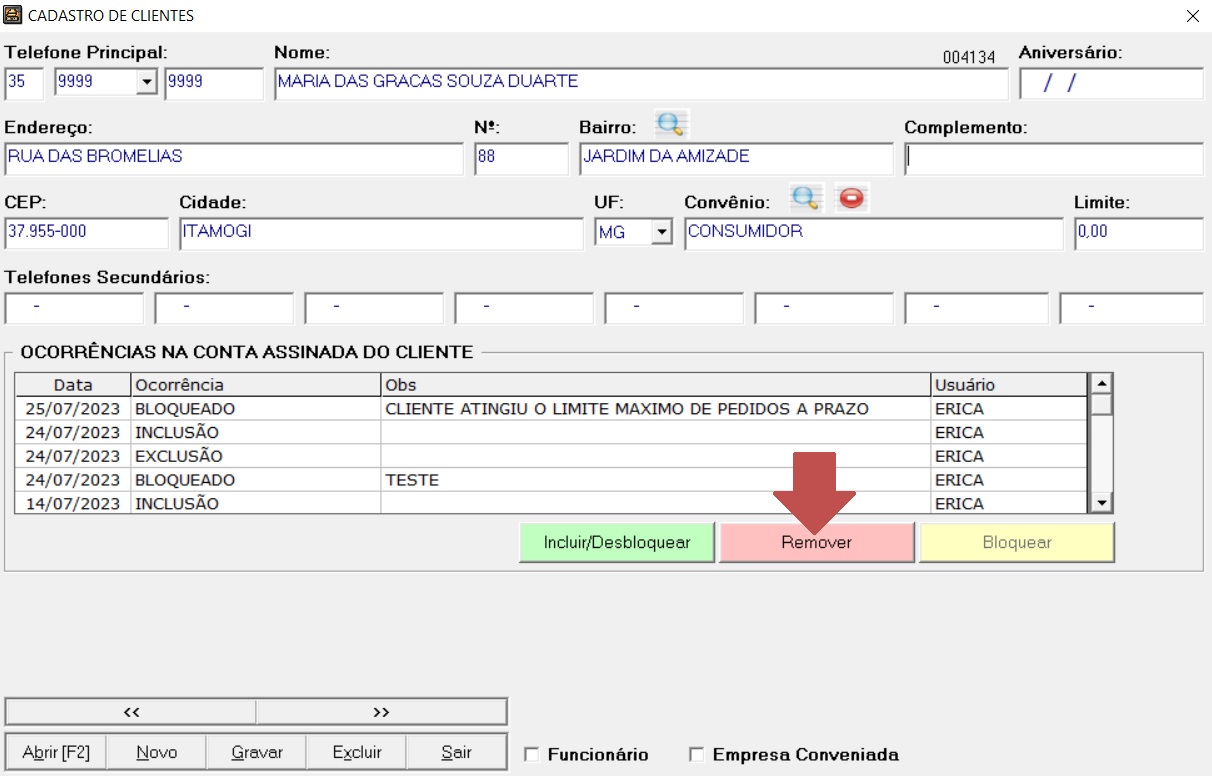 CADASTRO DE CLIENTES
Telefone Principal: Nome: 004134 Aniversário:
35 9999 9999 MARIA DAS GRACAS SOUZA DUARTE / /
Endereço: Nº: Bairro: Complemento:
RUA DAS BROMELIAS 88 JARDIM DA AMIZADE
CEP: Cidade: UF: Convênio: Limite:
37.955-000 ITAMOGI MG CONSUMIDOR 0,00
Telefones Secundários:
- - - - - - - -
OCORRÊNCIAS NA CONTA ASSINADA DO CLIENTE
Data Ocorrência Obs Usuário
25/07/2023 BLOQUEADO CLIENTE ATINGIU O LIMITE MAXIMO DE PEDIDOS A PRAZO ERICA
24/07/2023 INCLUSÃO ERICA
24/07/2023 EXCLUSÃO ERICA
24/07/2023 BLOQUEADO TESTE ERICA
14/07/2023 INCLUSÃO ERICA
Incluir/Desbloquear Remover Bloquear
<< >>
Abrir [F2] Novo Gravar Excluir Sair Funcionário Empresa Conveniada